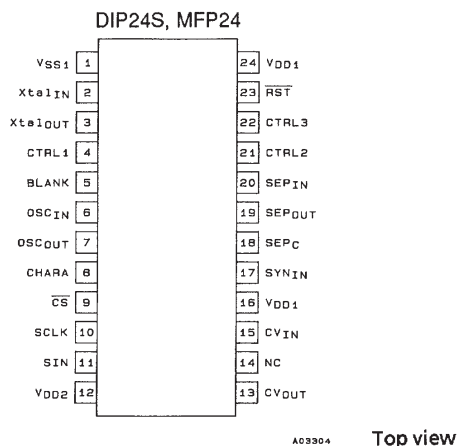 DIP24S, MFP24
VSS1 1 24 VDD1
XtalIN 2 23 RST
XtalOUT 3 22 CTRL3
CTRL1 4 21 CTRL2
BLANK 5 20 SEPIN
OSCIN 6 19 SEPOUT
OSCOUT 7 18 SEPC
CHARA 8 17 SYNIN
CS 9 16 VDD1
SCLK 10 15 CVIN
SIN 11 14 NC
VDD2 12 13 CVOUT
A03304 Top view